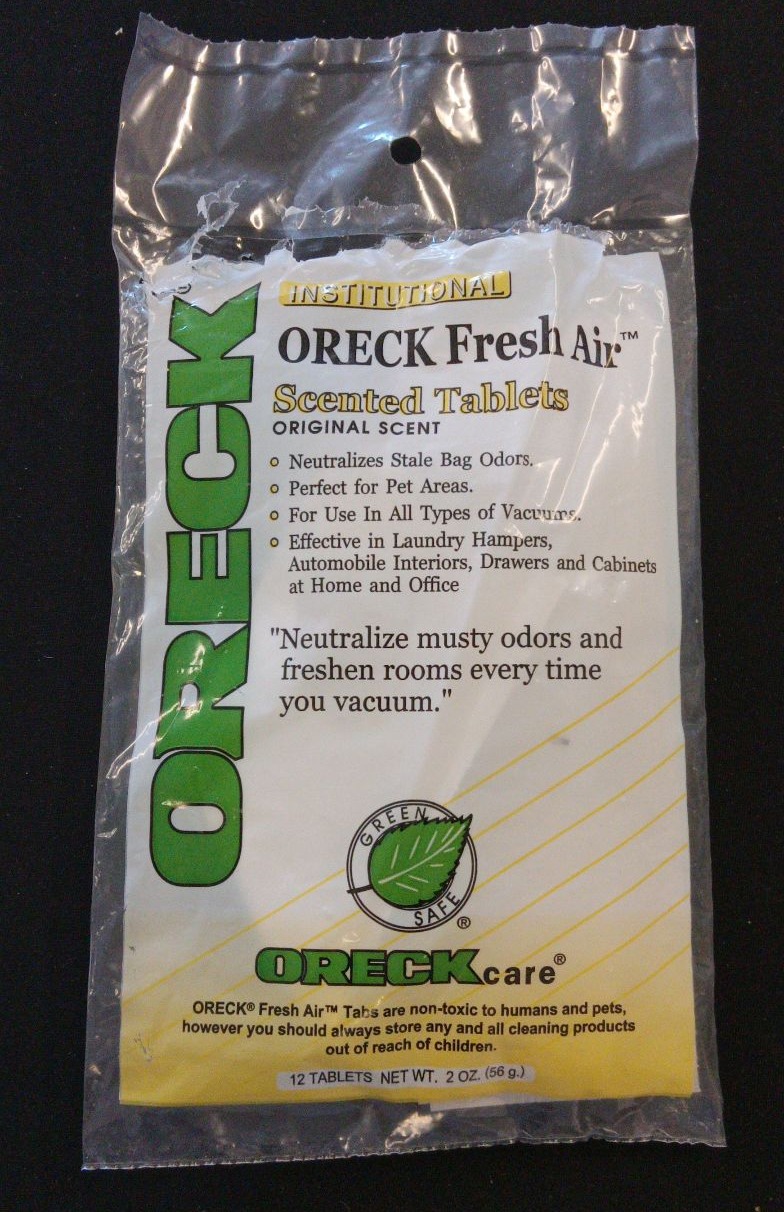 ORECK
INSTITUTIONAL
ORECK Fresh Air™
Scented Tablets
ORIGINAL SCENT
Neutralizes Stale Bag Odors.
Perfect for Pet Areas.
For Use In All Types of Vacuums.
Effective in Laundry Hampers,
Automobile Interiors, Drawers and Cabinets
at Home and Office
"Neutralize musty odors and
freshen rooms every time
you vacuum."
GREEN
SAFE
®
ORECKcare®
ORECK® Fresh Air™ Tabs are non-toxic to humans and pets,
however you should always store any and all cleaning products
out of reach of children.
12 TABLETS NET WT. 2 OZ. (56 g.)